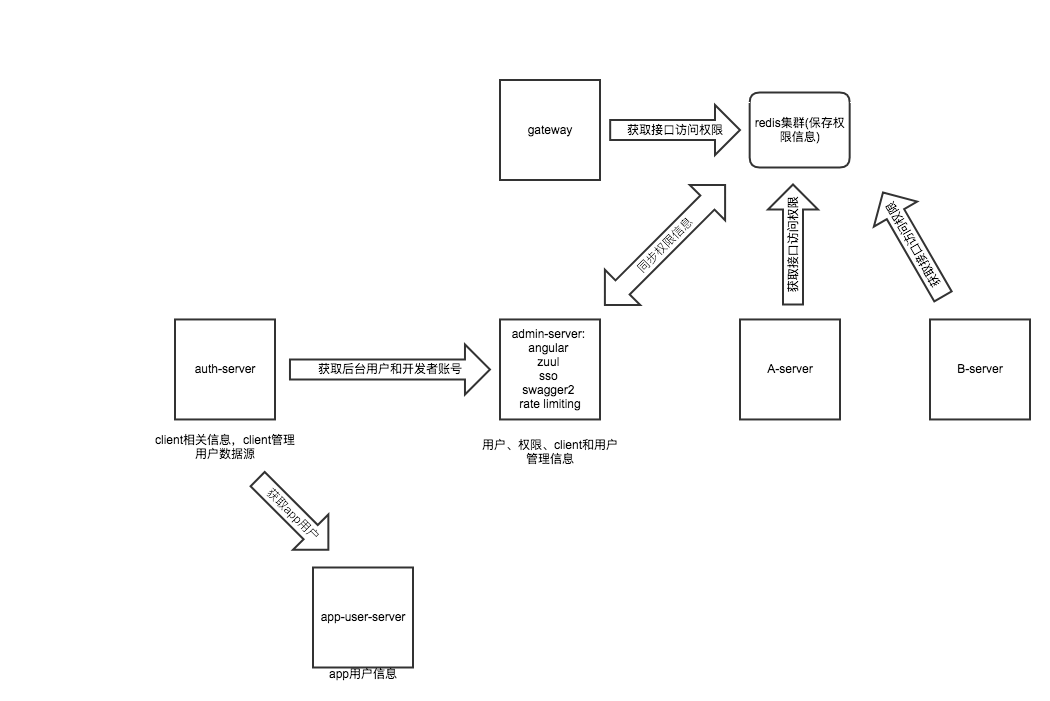 gateway
获取接口访问权限
redis集群(保存权
限信息)
同步权限信息
获取接口访问权限
获取接口访问权限
auth-server
获取后台用户和开发者账号
admin-server:
angular
zuul
sso
swagger2
rate limiting
A-server
B-server
client相关信息，client管理
用户数据源
用户、权限、client和用户
管理信息
获取app用户
app-user-server
app用户信息